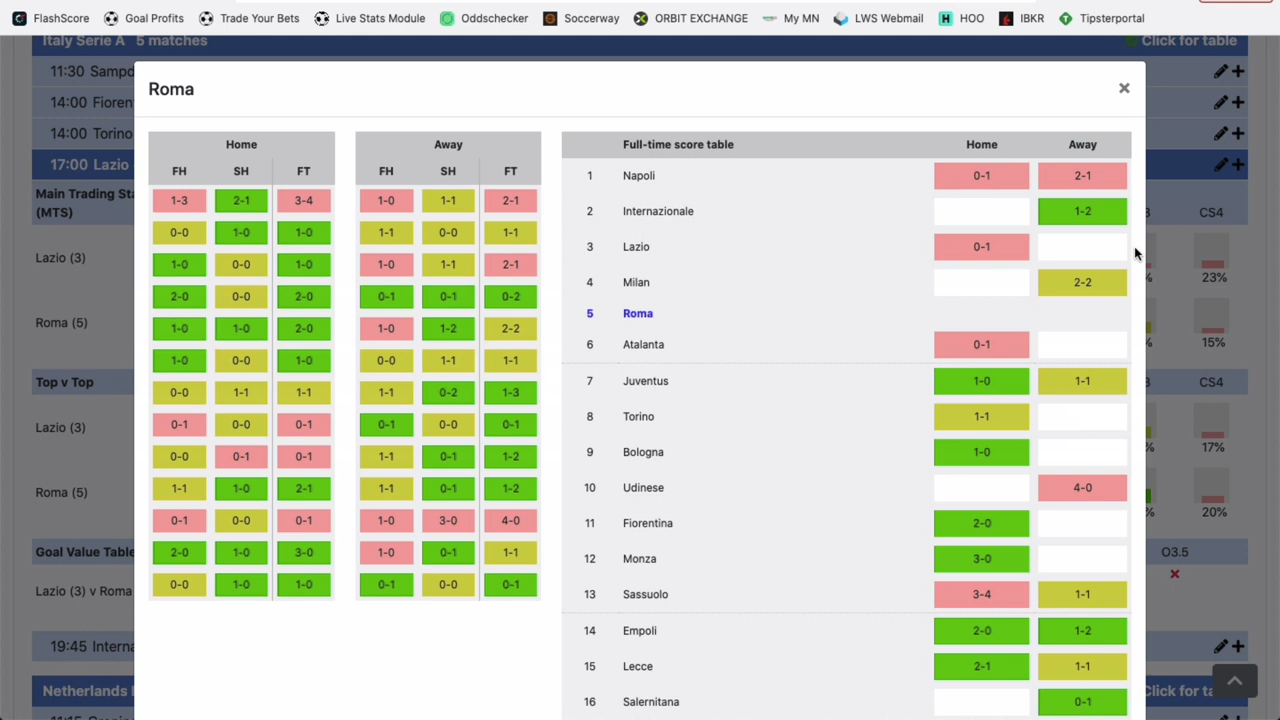 FlashScore Goal Profits Trade Your Bets Live Stats Module Oddschecker Soccerway ORBIT EXCHANGE My MN LWS Webmail H HOO IBKR Tipsterportal
Italy Serie A 5 matches Click for table
11:30 Sampd
14:00 Fioren
14:00 Torino
17:00 Lazio
Main Trading Sta
(MTS)
CS4
Lazio (3)
% 23%
Roma (5)
% 15%
Top v Top
CS4
Lazio (3)
% 17%
Roma (5)
% 20%
Goal Value Table
O3.5
Lazio (3) v Roma
19:45 Interna
Netherlands
Click for ta
Roma ×
Home
FH SH FT
1-3 2-1 3-4
0-0 1-0 1-0
1-0 0-0 1-0
2-0 0-0 2-0
1-0 1-0 2-0
1-0 0-0 1-0
0-0 1-1 1-1
0-1 0-0 0-1
0-0 0-1 0-1
1-1 1-0 2-1
0-1 0-0 0-1
2-0 1-0 3-0
0-0 1-0 1-0
Away
FH SH FT
1-0 1-1 2-1
1-1 0-0 1-1
1-0 1-1 2-1
0-1 0-1 0-2
1-0 1-2 2-2
0-0 1-1 1-1
1-1 0-2 1-3
0-1 0-0 0-1
1-1 0-1 1-2
1-1 0-1 1-2
1-0 3-0 4-0
1-0 0-1 1-1
0-1 0-0 0-1
Full-time score table Home Away
1 Napoli 0-1 2-1
2 Internazionale 1-2
3 Lazio 0-1
4 Milan 2-2
5 Roma
6 Atalanta 0-1
7 Juventus 1-0 1-1
8 Torino 1-1
9 Bologna 1-0
10 Udinese 4-0
11 Fiorentina 2-0
12 Monza 3-0
13 Sassuolo 3-4 1-1
14 Empoli 2-0 1-2
15 Lecce 2-1 1-1
16 Salernitana 0-1